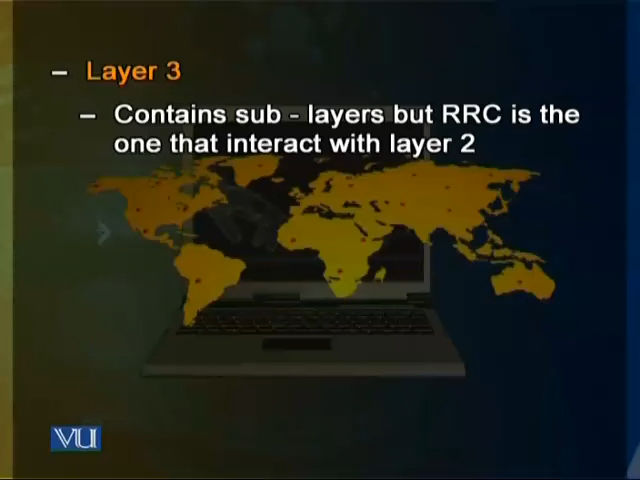 – Layer 3
– Contains sub - layers but RRC is the
one that interact with layer 2
VU